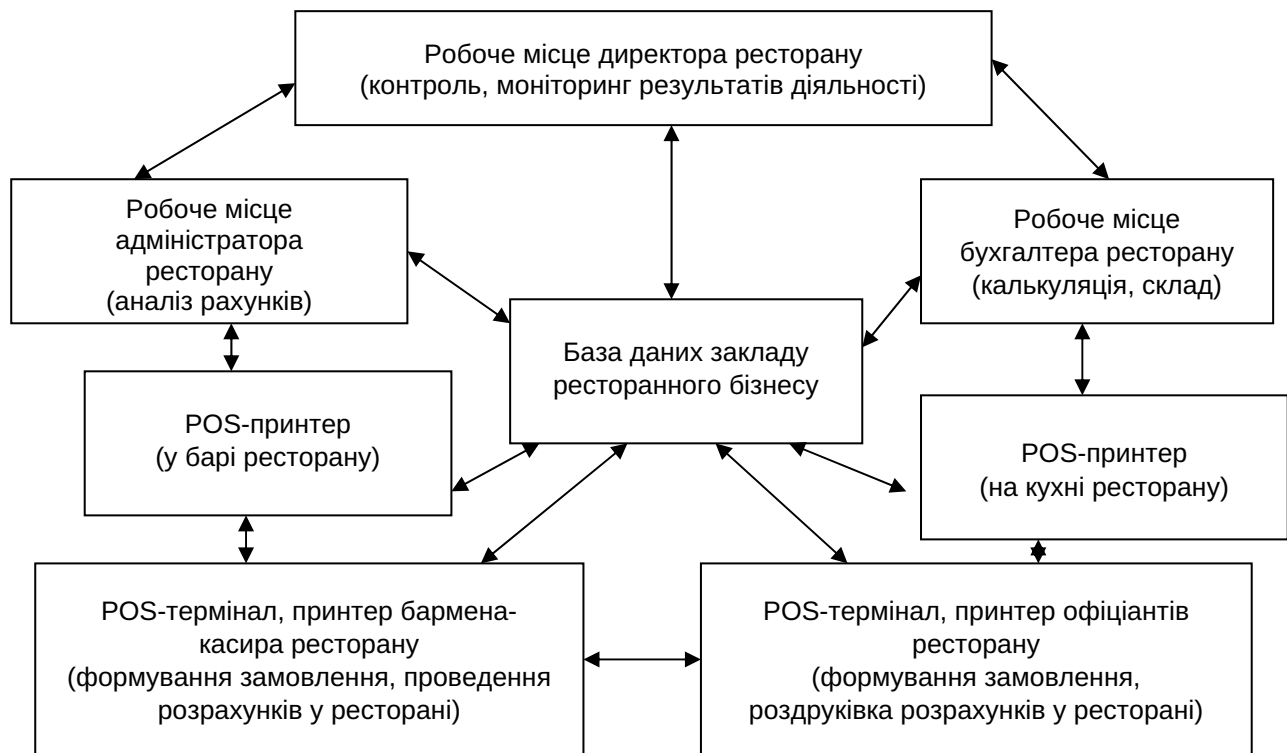 Робоче місце директора ресторану
(контроль, моніторинг результатів діяльності)
Робоче місце
адміністратора
ресторану
(аналіз рахунків)
Робоче місце
бухгалтера ресторану
(калькуляція, склад)
База даних закладу
ресторанного бізнесу
POS-принтер
(у барі ресторану)
POS-принтер
(на кухні ресторану)
POS-термінал, принтер бармена-
касира ресторану
(формування замовлення, проведення
розрахунків у ресторані)
POS-термінал, принтер офіціантів
ресторану
(формування замовлення,
роздруківка розрахунків у ресторані)